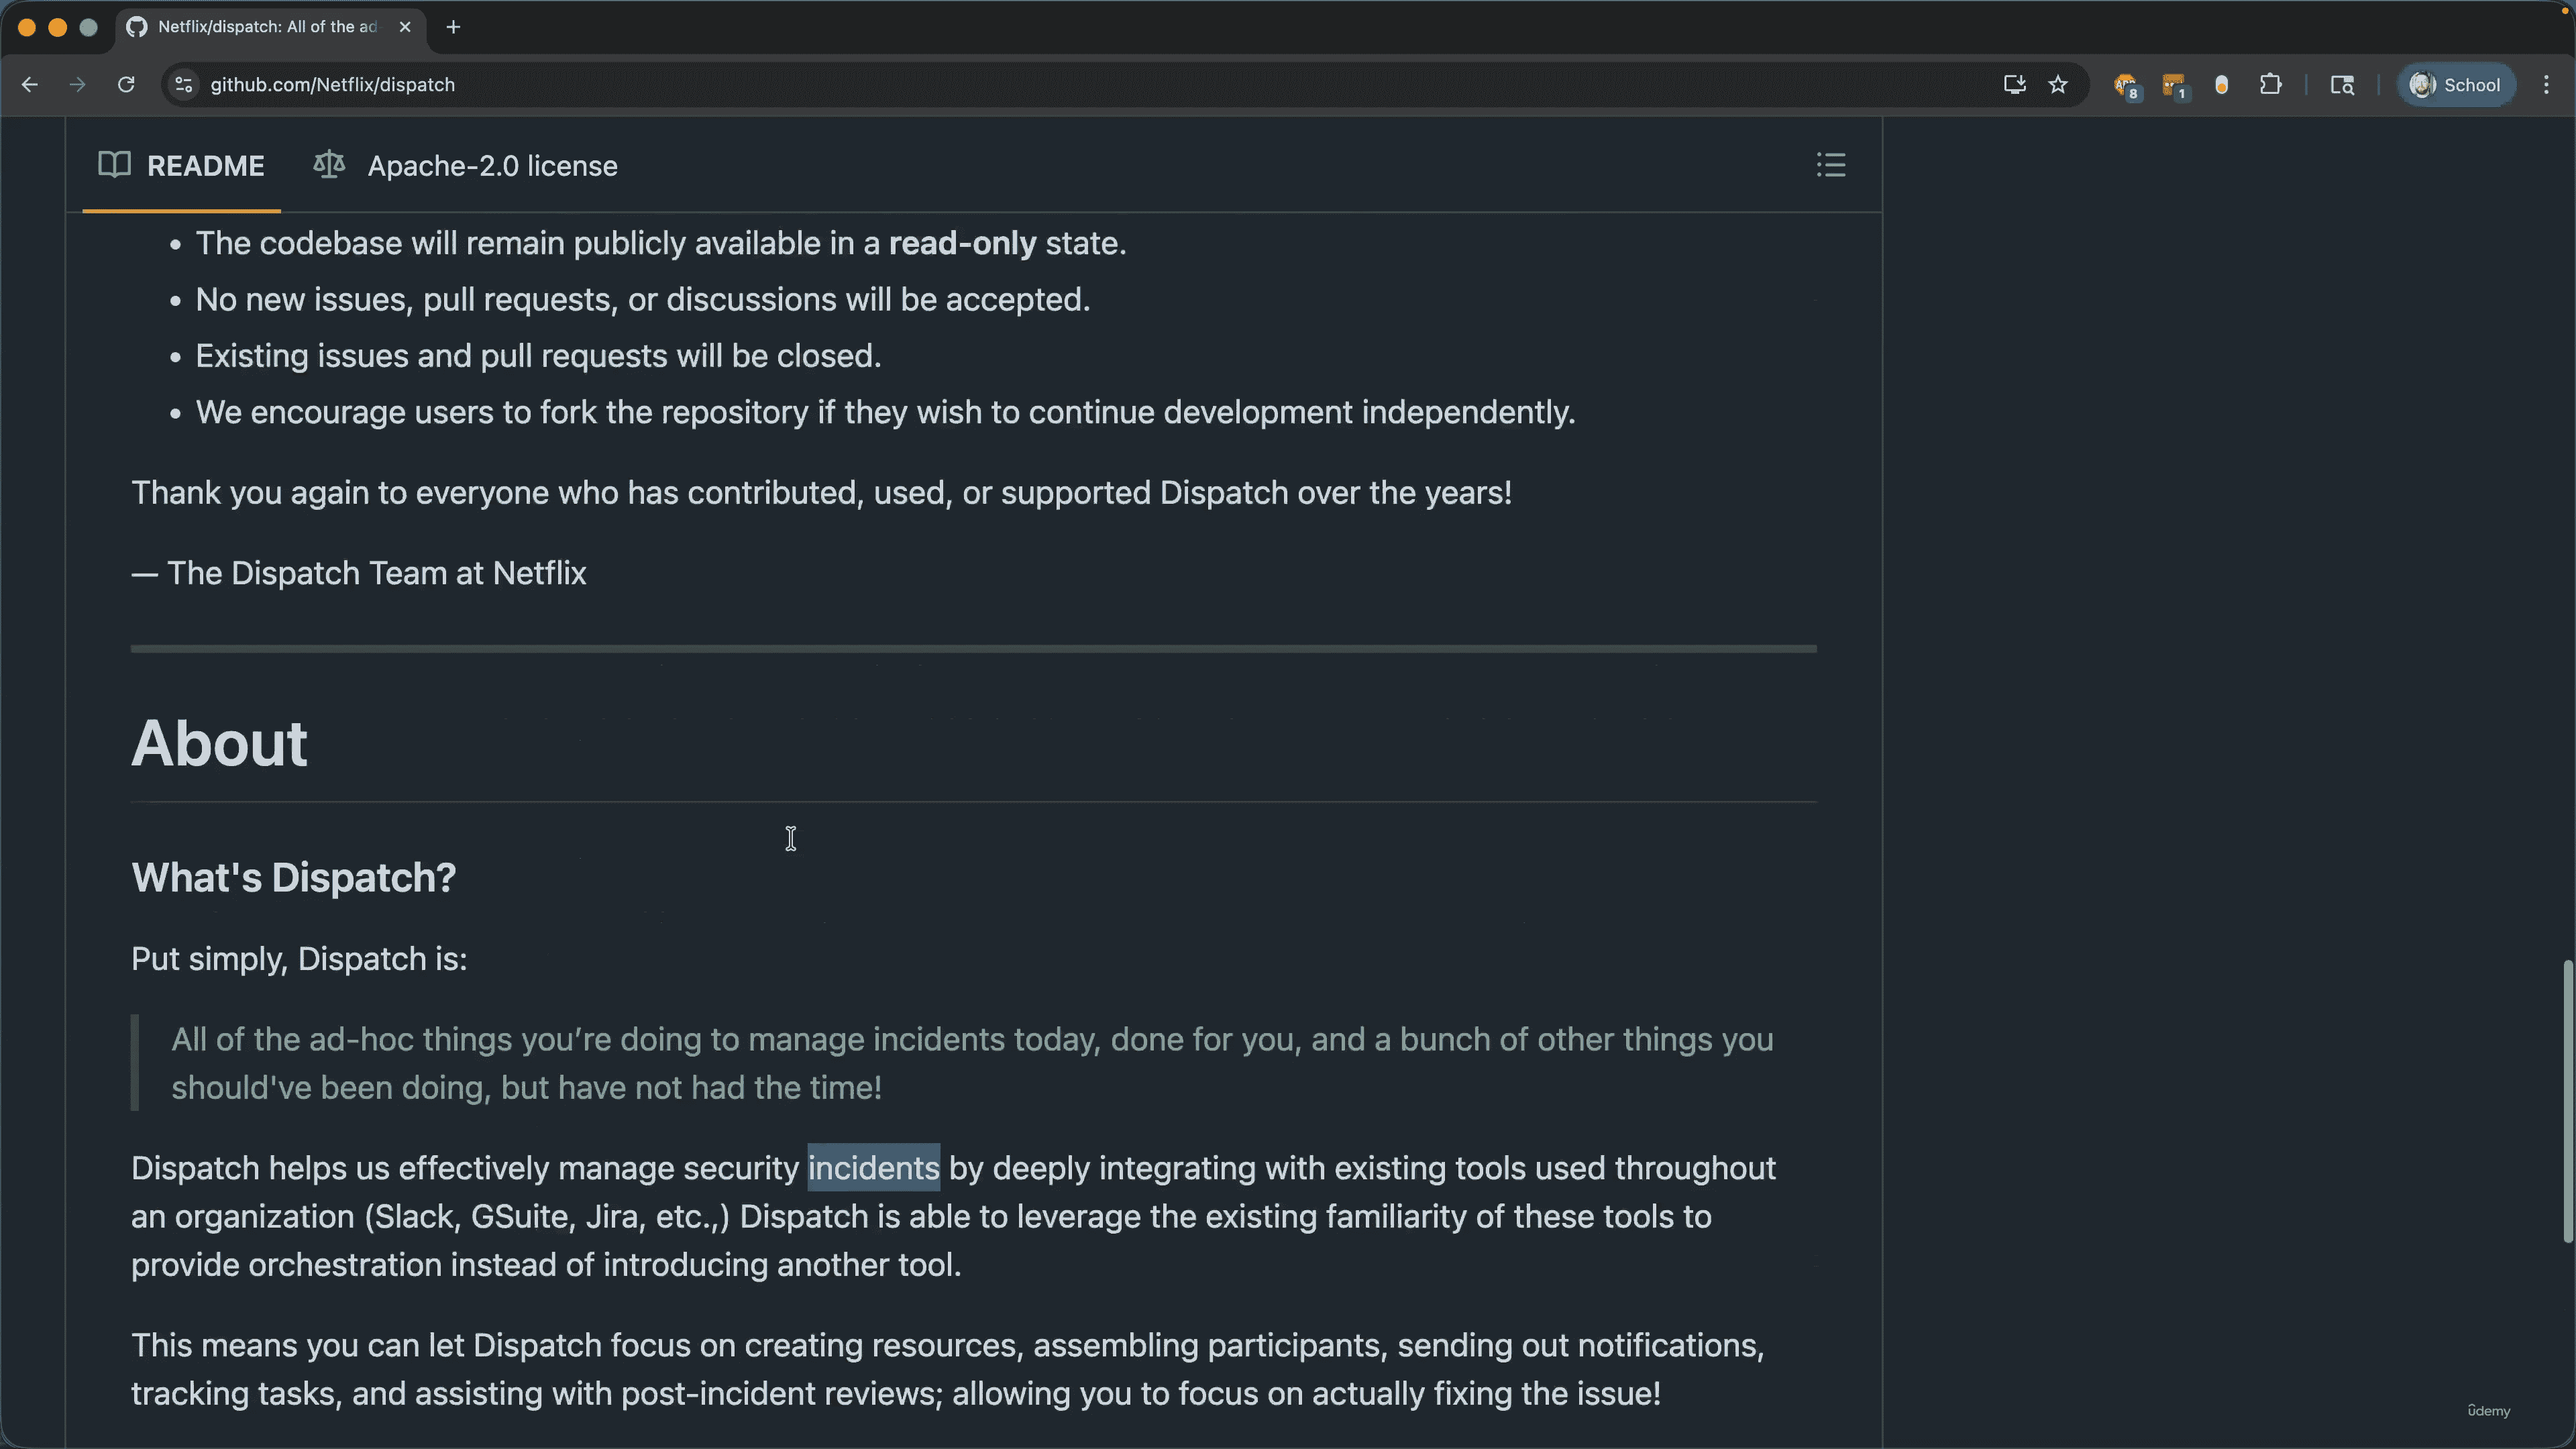 Netflix/dispatch: All of the ad
github.com/Netflix/dispatch
8
1
School
README
Apache-2.0 license
• The codebase will remain publicly available in a read-only state.
• No new issues, pull requests, or discussions will be accepted.
• Existing issues and pull requests will be closed.
• We encourage users to fork the repository if they wish to continue development independently.
Thank you again to everyone who has contributed, used, or supported Dispatch over the years!
— The Dispatch Team at Netflix
About
What's Dispatch?
Put simply, Dispatch is:
All of the ad-hoc things you’re doing to manage incidents today, done for you, and a bunch of other things you
should've been doing, but have not had the time!
Dispatch helps us effectively manage security incidents by deeply integrating with existing tools used throughout
an organization (Slack, GSuite, Jira, etc.,) Dispatch is able to leverage the existing familiarity of these tools to
provide orchestration instead of introducing another tool.
This means you can let Dispatch focus on creating resources, assembling participants, sending out notifications,
tracking tasks, and assisting with post-incident reviews; allowing you to focus on actually fixing the issue!
ûdemy